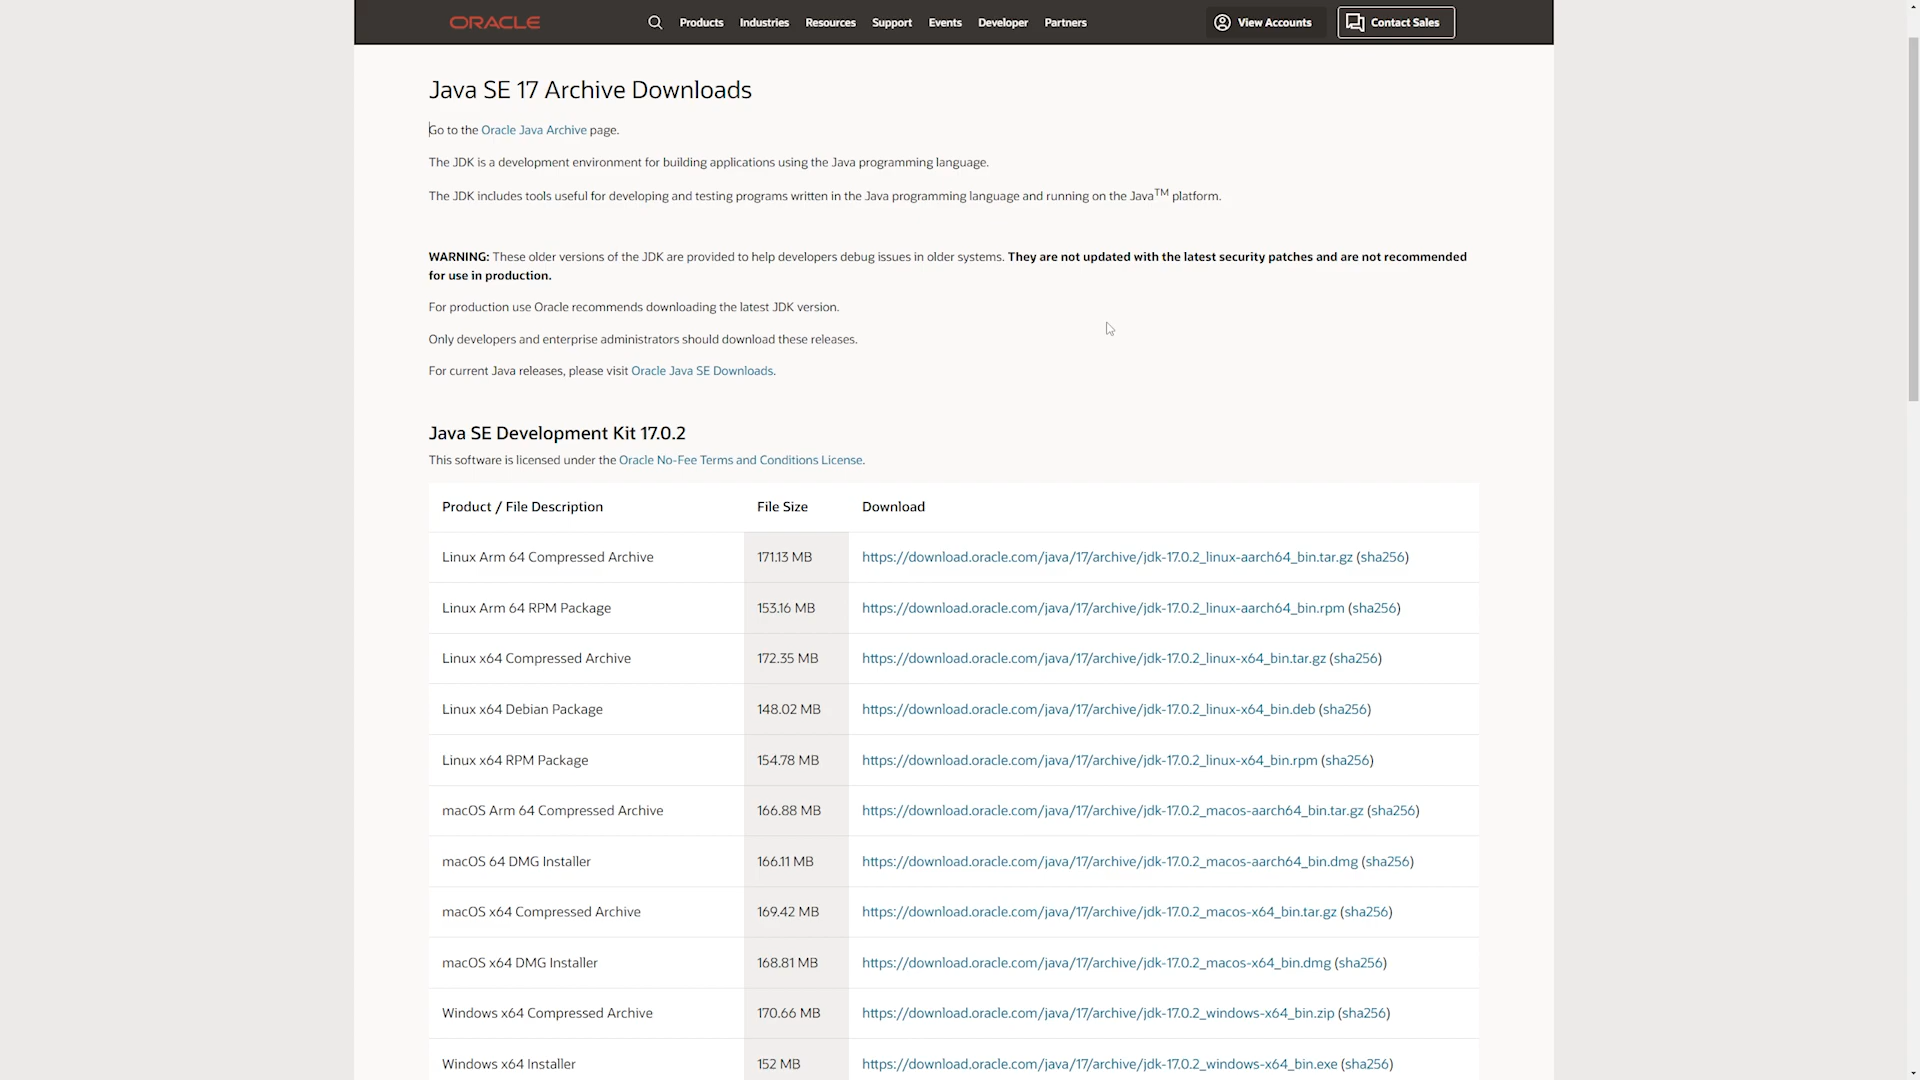 ORACLE Products Industries Resources Support Events Developer Partners View Accounts Contact Sales
Java SE 17 Archive Downloads
Go to the Oracle Java Archive page.
The JDK is a development environment for building applications using the Java programming language.
The JDK includes tools useful for developing and testing programs written in the Java programming language and running on the Java™ platform.
WARNING: These older versions of the JDK are provided to help developers debug issues in older systems. They are not updated with the latest security patches and are not recommended
for use in production.
For production use Oracle recommends downloading the latest JDK version.
Only developers and enterprise administrators should download these releases.
For current Java releases, please visit Oracle Java SE Downloads.
Java SE Development Kit 17.0.2
This software is licensed under the Oracle No-Fee Terms and Conditions License.
Product / File Description File Size Download
Linux Arm 64 Compressed Archive 171.13 MB https://download.oracle.com/java/17/archive/jdk-17.0.2_linux-aarch64_bin.tar.gz (sha256)
Linux Arm 64 RPM Package 153.16 MB https://download.oracle.com/java/17/archive/jdk-17.0.2_linux-aarch64_bin.rpm (sha256)
Linux x64 Compressed Archive 172.35 MB https://download.oracle.com/java/17/archive/jdk-17.0.2_linux-x64_bin.tar.gz (sha256)
Linux x64 Debian Package 148.02 MB https://download.oracle.com/java/17/archive/jdk-17.0.2_linux-x64_bin.deb (sha256)
Linux x64 RPM Package 154.78 MB https://download.oracle.com/java/17/archive/jdk-17.0.2_linux-x64_bin.rpm (sha256)
macOS Arm 64 Compressed Archive 166.88 MB https://download.oracle.com/java/17/archive/jdk-17.0.2_macos-aarch64_bin.tar.gz (sha256)
macOS 64 DMG Installer 166.11 MB https://download.oracle.com/java/17/archive/jdk-17.0.2_macos-aarch64_bin.dmg (sha256)
macOS x64 Compressed Archive 169.42 MB https://download.oracle.com/java/17/archive/jdk-17.0.2_macos-x64_bin.tar.gz (sha256)
macOS x64 DMG Installer 168.81 MB https://download.oracle.com/java/17/archive/jdk-17.0.2_macos-x64_bin.dmg (sha256)
Windows x64 Compressed Archive 170.66 MB https://download.oracle.com/java/17/archive/jdk-17.0.2_windows-x64_bin.zip (sha256)
Windows x64 Installer 152 MB https://download.oracle.com/java/17/archive/jdk-17.0.2_windows-x64_bin.exe (sha256)